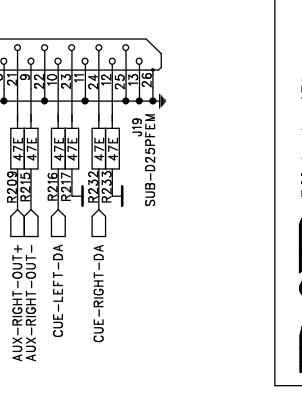 21
9
22
10
23
11
24
12
25
13
26
J19
SUB-D25PFEM
47E
47E
47E
47E
47E
47E
R209
R215
R216
R217
R232
R233
AUX-RIGHT-OUT+
AUX-RIGHT-OUT-
CUE-LEFT-DA
CUE-RIGHT-DA